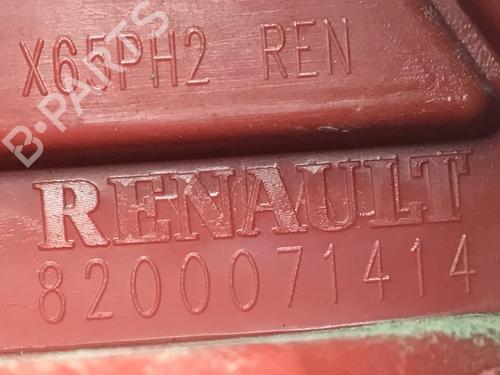 X65PH2 REN
B-PARTS
RENAULT
8200071414